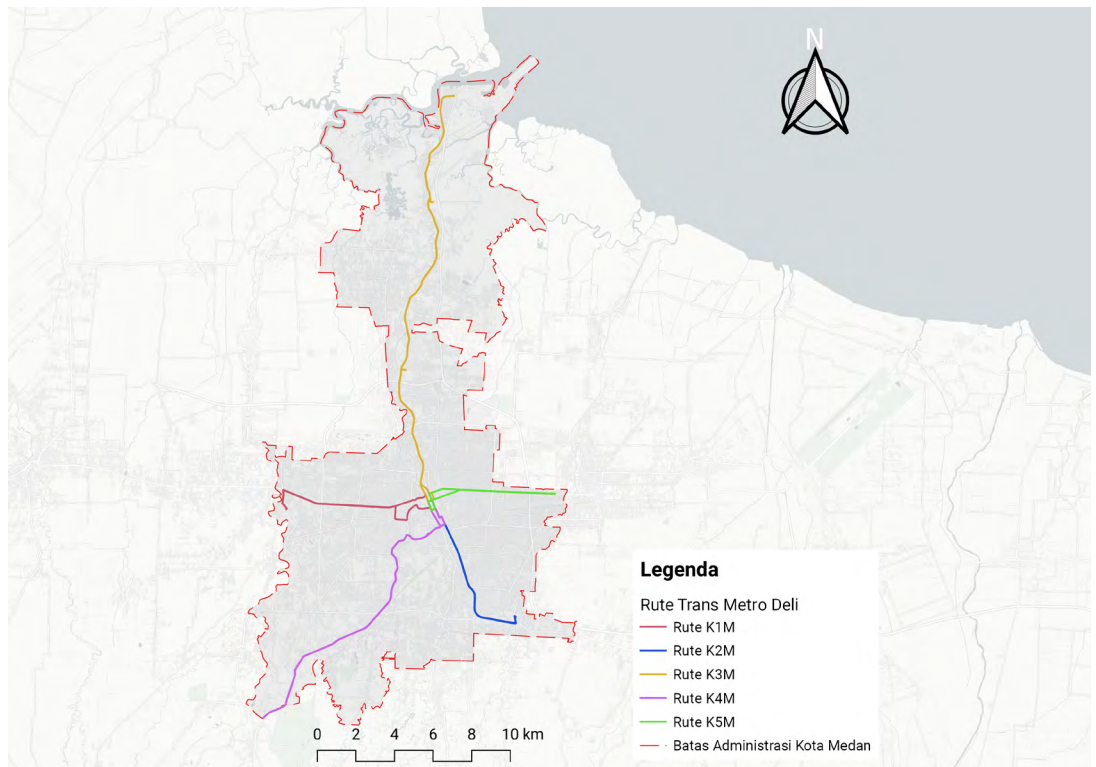 N
Legenda
Rute Trans Metro Deli
Rute K1M
Rute K2M
Rute K3M
Rute K4M
Rute K5M
Batas Administrasi Kota Medan
0 2 4 6 8 10 km